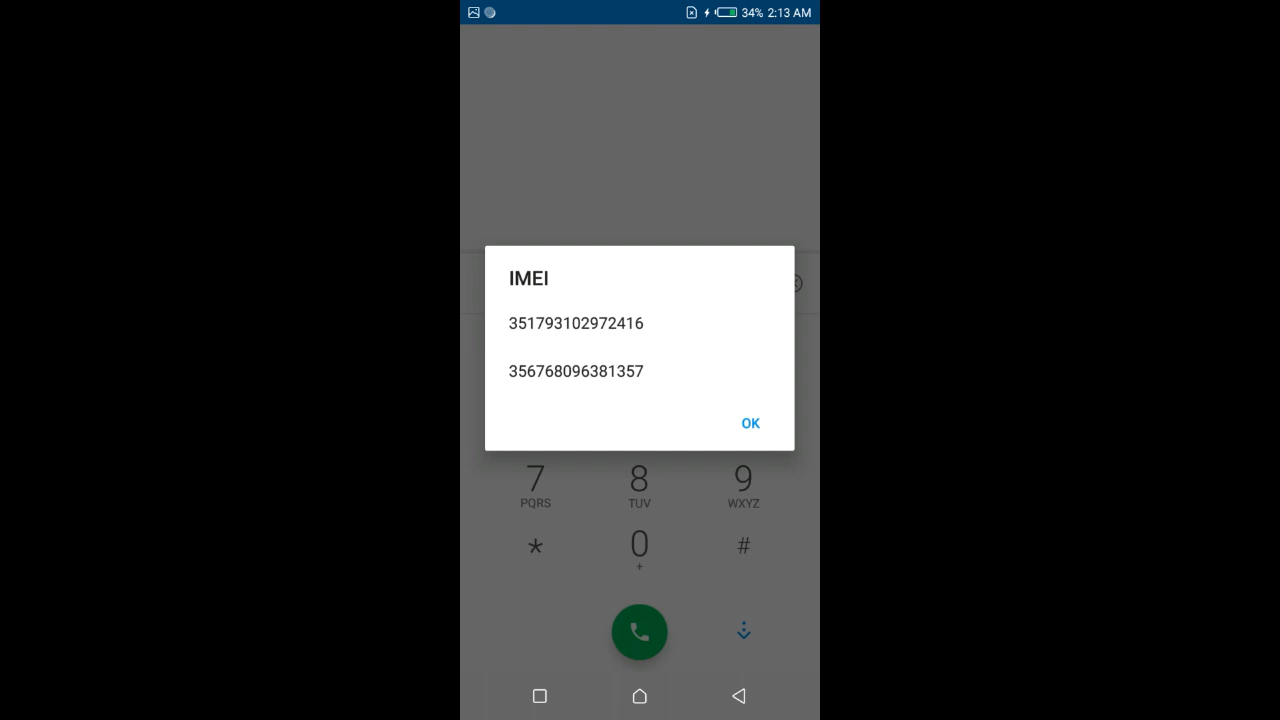 34% 2:13 AM
IMEI
351793102972416
356768096381357
OK
7 8 9
PQRS TUV WXYZ
* 0 #
+